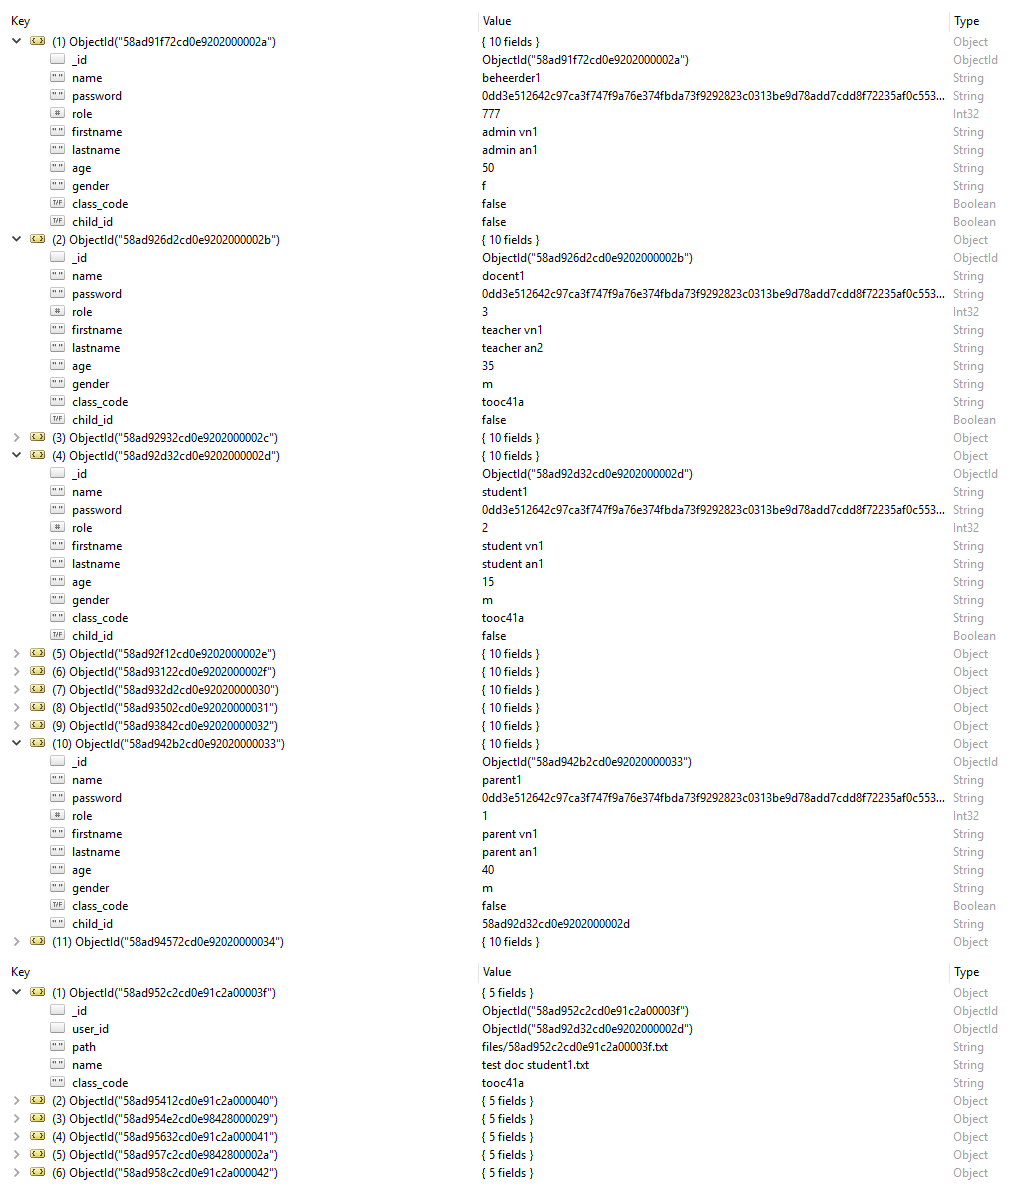 Key Value Type
(1) ObjectId("58ad91f72cd0e9202000002a") { 10 fields } Object
_id ObjectId("58ad91f72cd0e9202000002a") ObjectId
" " name beheerder1 String
" " password 0dd3e512642c97ca3f747f9a76e374fbda73f9292823c0313be9d78add7cdd8f72235af0c553... String
# role 777 Int32
" " firstname admin vn1 String
" " lastname admin an1 String
" " age 50 String
" " gender f String
T/F class_code false Boolean
T/F child_id false Boolean
(2) ObjectId("58ad926d2cd0e9202000002b") { 10 fields } Object
_id ObjectId("58ad926d2cd0e9202000002b") ObjectId
" " name docent1 String
" " password 0dd3e512642c97ca3f747f9a76e374fbda73f9292823c0313be9d78add7cdd8f72235af0c553... String
# role 3 Int32
" " firstname teacher vn1 String
" " lastname teacher an2 String
" " age 35 String
" " gender m String
" " class_code tooc41a String
T/F child_id false Boolean
(3) ObjectId("58ad92932cd0e9202000002c") { 10 fields } Object
(4) ObjectId("58ad92d32cd0e9202000002d") { 10 fields } Object
_id ObjectId("58ad92d32cd0e9202000002d") ObjectId
" " name student1 String
" " password 0dd3e512642c97ca3f747f9a76e374fbda73f9292823c0313be9d78add7cdd8f72235af0c553... String
# role 2 Int32
" " firstname student vn1 String
" " lastname student an1 String
" " age 15 String
" " gender m String
" " class_code tooc41a String
T/F child_id false Boolean
(5) ObjectId("58ad92f12cd0e9202000002e") { 10 fields } Object
(6) ObjectId("58ad93122cd0e9202000002f") { 10 fields } Object
(7) ObjectId("58ad932d2cd0e92020000030") { 10 fields } Object
(8) ObjectId("58ad93502cd0e92020000031") { 10 fields } Object
(9) ObjectId("58ad93842cd0e92020000032") { 10 fields } Object
(10) ObjectId("58ad942b2cd0e92020000033") { 10 fields } Object
_id ObjectId("58ad942b2cd0e92020000033") ObjectId
" " name parent1 String
" " password 0dd3e512642c97ca3f747f9a76e374fbda73f9292823c0313be9d78add7cdd8f72235af0c553... String
# role 1 Int32
" " firstname parent vn1 String
" " lastname parent an1 String
" " age 40 String
" " gender m String
T/F class_code false Boolean
" " child_id 58ad92d32cd0e9202000002d String
(11) ObjectId("58ad94572cd0e92020000034") { 10 fields } Object
Key Value Type
(1) ObjectId("58ad952c2cd0e91c2a00003f") { 5 fields } Object
_id ObjectId("58ad952c2cd0e91c2a00003f") ObjectId
user_id ObjectId("58ad92d32cd0e9202000002d") ObjectId
" " path files/58ad952c2cd0e91c2a00003f.txt String
" " name test doc student1.txt String
" " class_code tooc41a String
(2) ObjectId("58ad95412cd0e91c2a000040") { 5 fields } Object
(3) ObjectId("58ad954e2cd0e98428000029") { 5 fields } Object
(4) ObjectId("58ad95632cd0e91c2a000041") { 5 fields } Object
(5) ObjectId("58ad957c2cd0e9842800002a") { 5 fields } Object
(6) ObjectId("58ad958c2cd0e91c2a000042") { 5 fields } Object